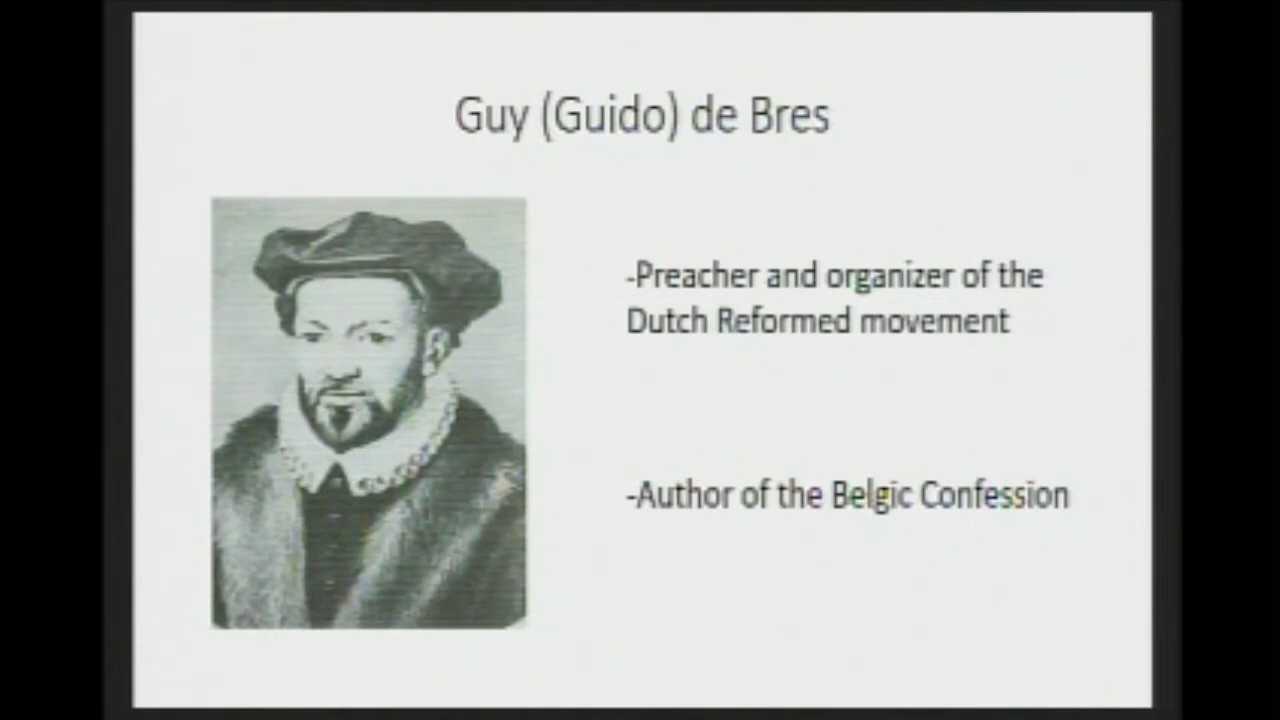 Guy (Guido) de Bres
-Preacher and organizer of the
Dutch Reformed movement
-Author of the Belgic Confession